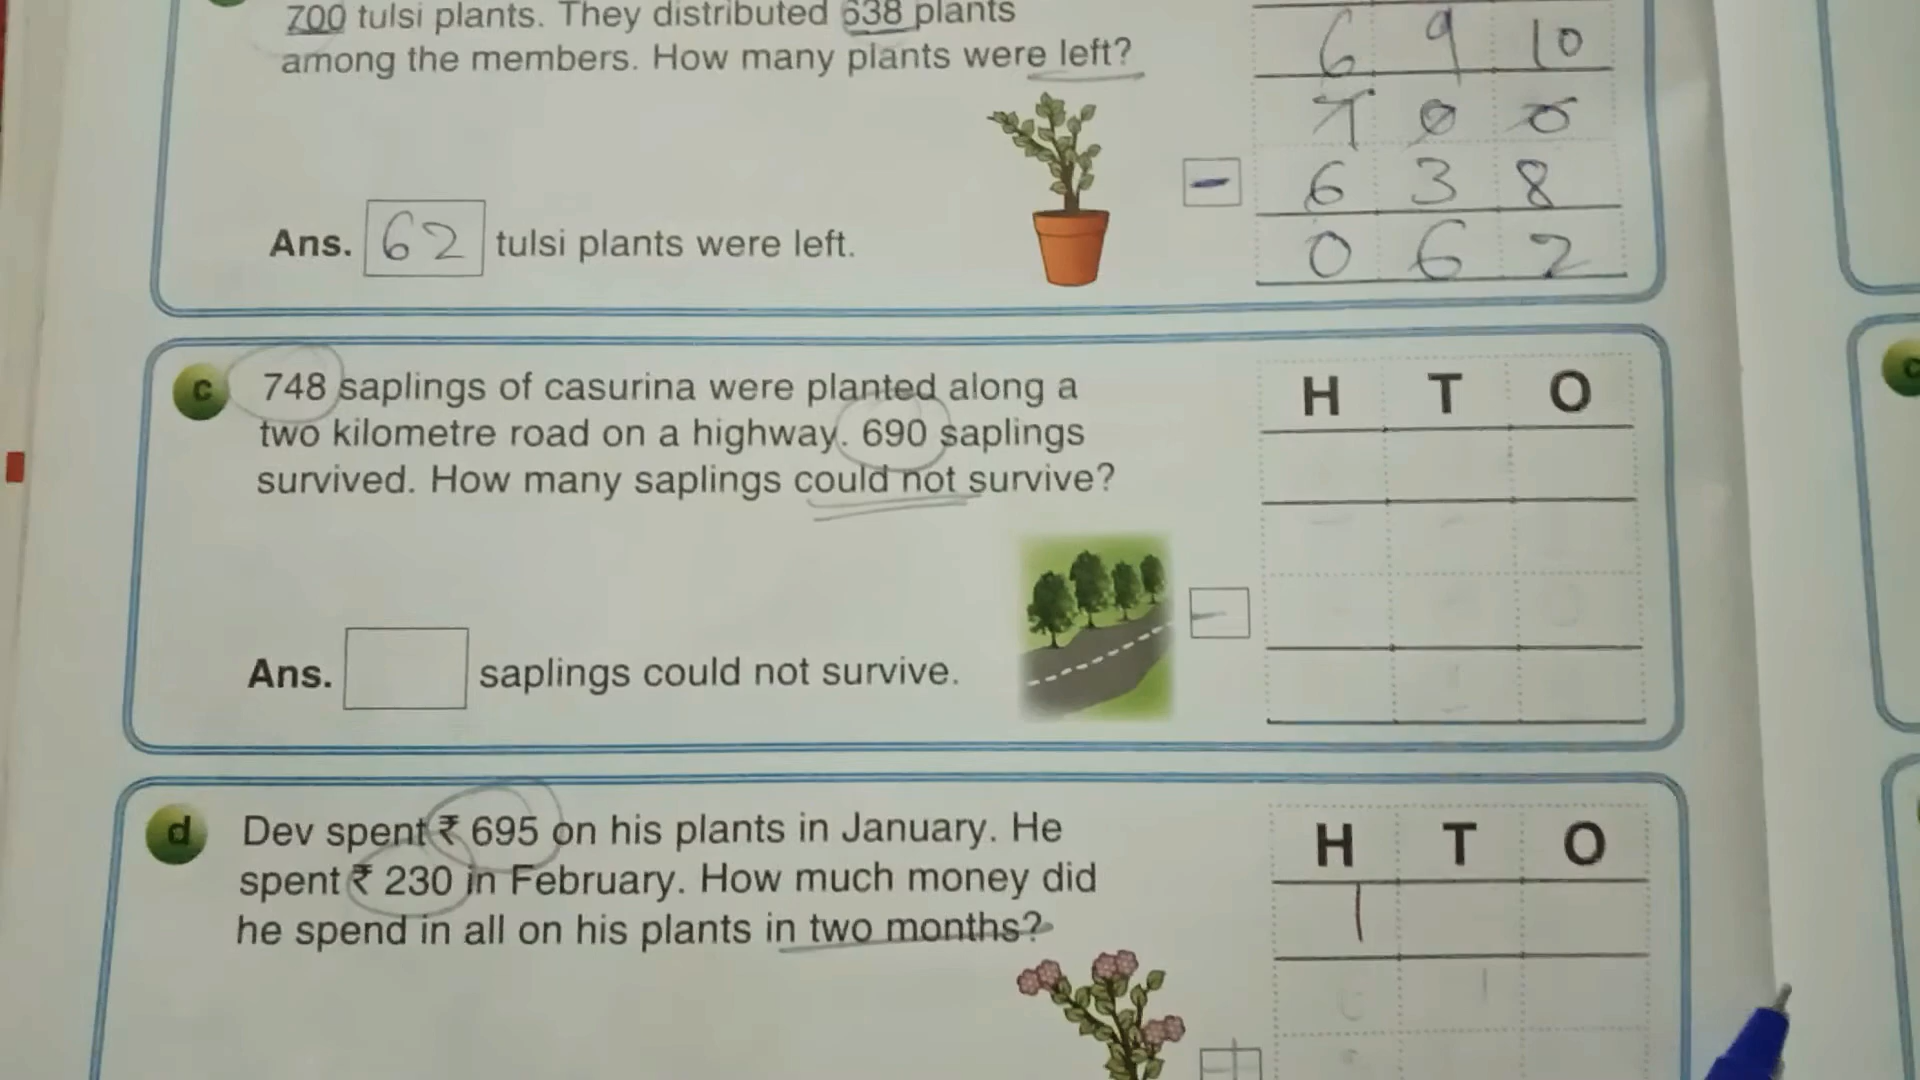 700 tulsi plants. They distributed 638 plants
among the members. How many plants were left?
6 9 10
7 0 0
- 6 3 8
0 6 2
Ans. 62 tulsi plants were left.
c 748 saplings of casurina were planted along a
two kilometre road on a highway. 690 saplings
survived. How many saplings could not survive?
H T O
-
Ans. saplings could not survive.
d Dev spent ₹ 695 on his plants in January. He
spent ₹ 230 in February. How much money did
he spend in all on his plants in two months?
H T O
1
+
c